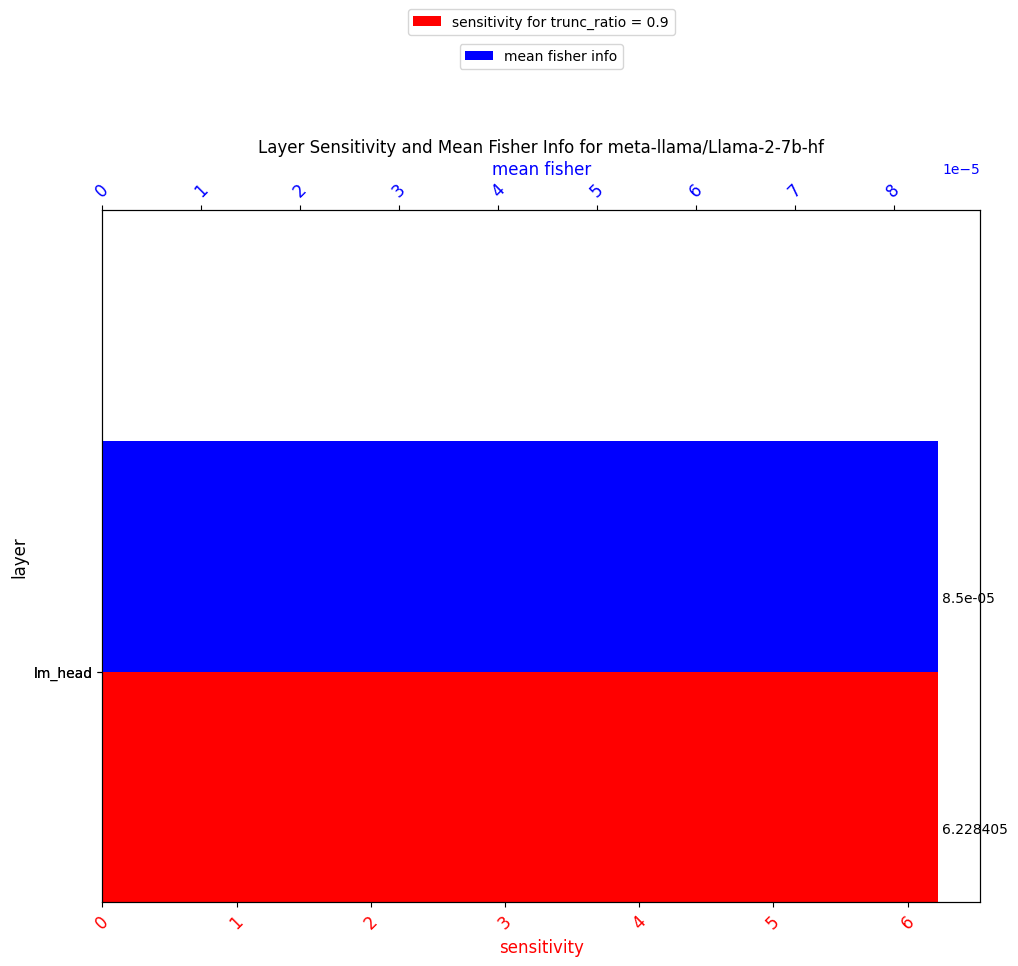 sensitivity for trunc_ratio = 0.9
mean fisher info
Layer Sensitivity and Mean Fisher Info for meta-llama/Llama-2-7b-hf
mean fisher
1e−5
0 1 2 3 4 5 6 7 8
layer
8.5e-05
lm_head
6.228405
0 1 2 3 4 5 6
sensitivity